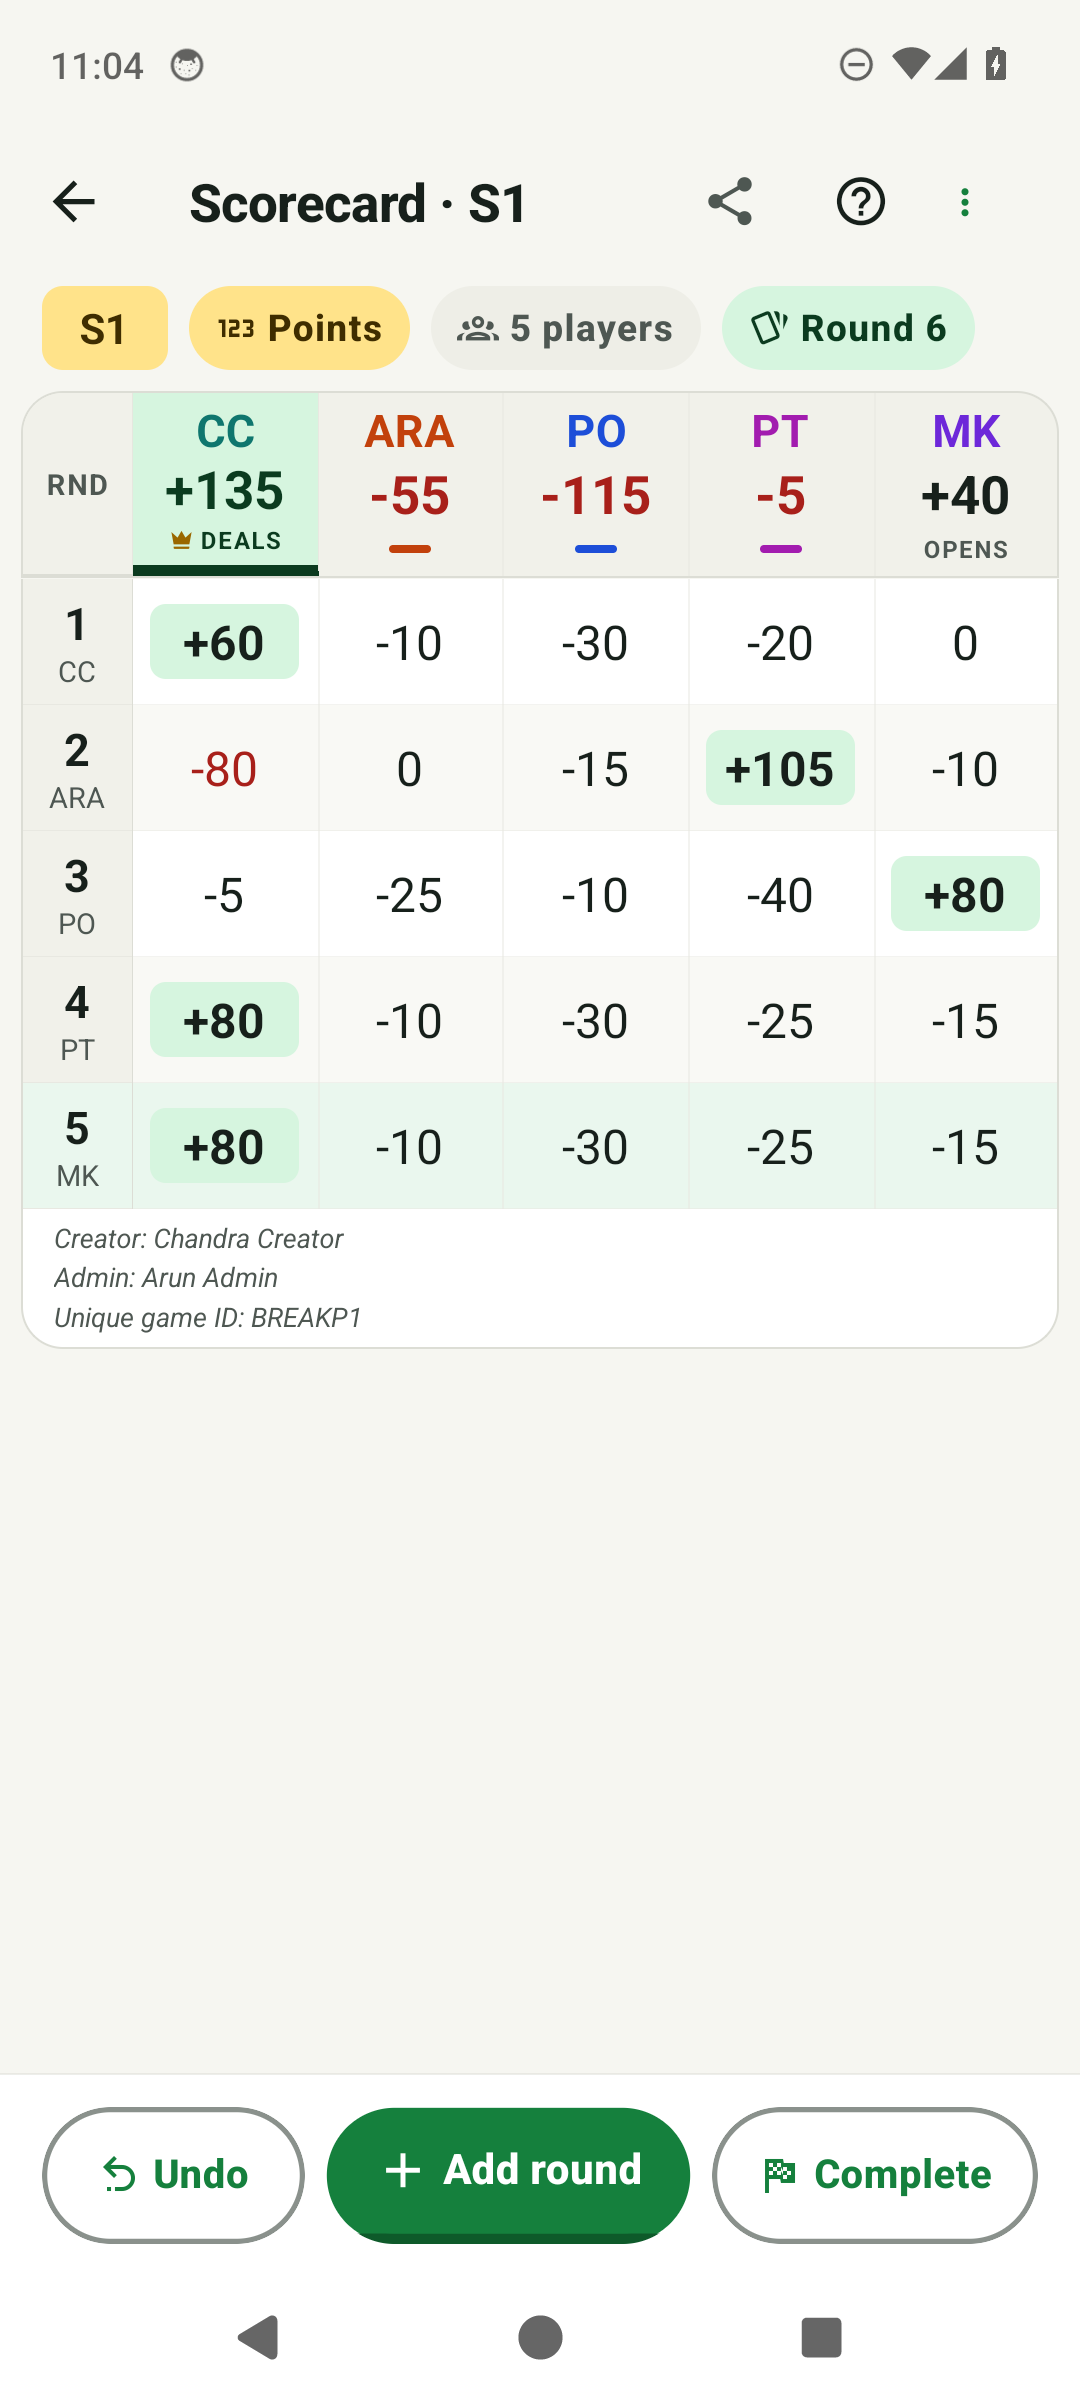 11:04
Scorecard · S1
S1
123 Points
5 players
Round 6
RND CC ARA PO PT MK
+135 -55 -115 -5 +40
DEALS OPENS
1 +60 -10 -30 -20 0
CC
2 -80 0 -15 +105 -10
ARA
3 -5 -25 -10 -40 +80
PO
4 +80 -10 -30 -25 -15
PT
5 +80 -10 -30 -25 -15
MK
Creator: Chandra Creator
Admin: Arun Admin
Unique game ID: BREAKP1
Undo
Add round
Complete